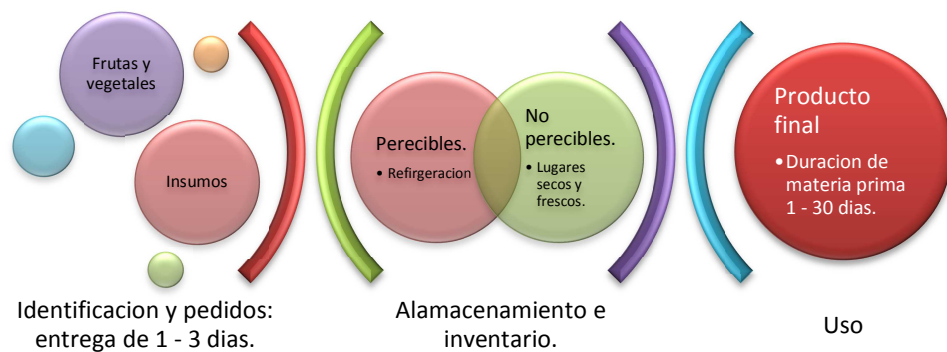 Frutas y
vegetales
Insumos
Identificacion y pedidos:
entrega de 1 - 3 dias.
Perecibles.
• Refirgeracion
No
perecibles.
• Lugares
secos y
frescos.
Alamacenamiento e
inventario.
Producto
final
• Duracion de
materia prima
1 - 30 dias.
Uso